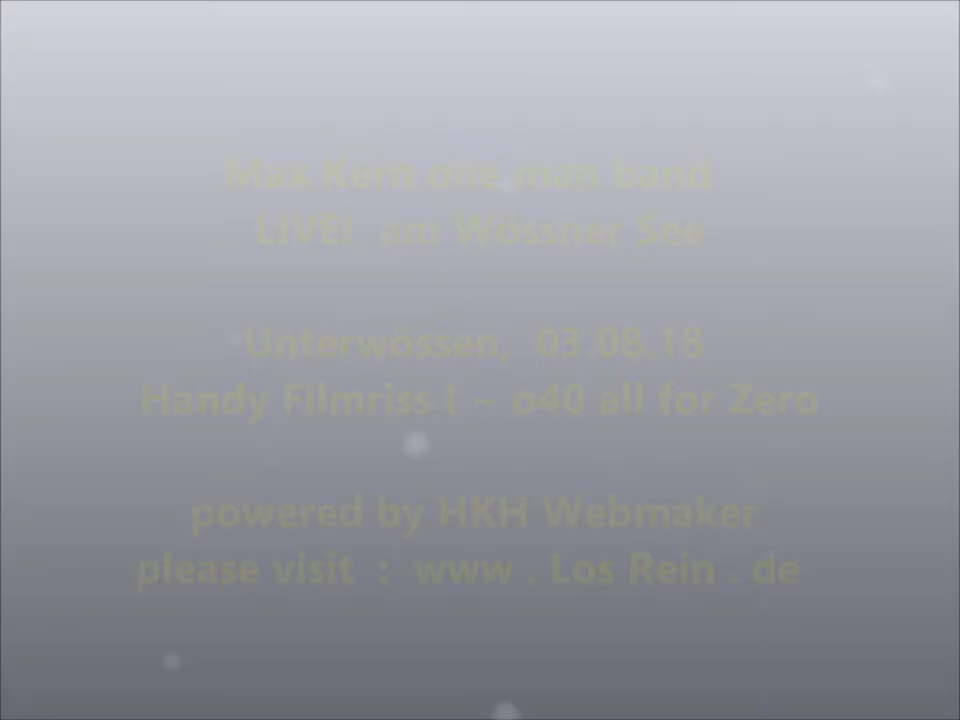 Max Kern one man band
LIVE! am Wössner See
Unterwössen, 03.08.18
Handy Filmriss I - o40 all for Zero
powered by HKH Webmaker
please visit : www . Los Rein . de